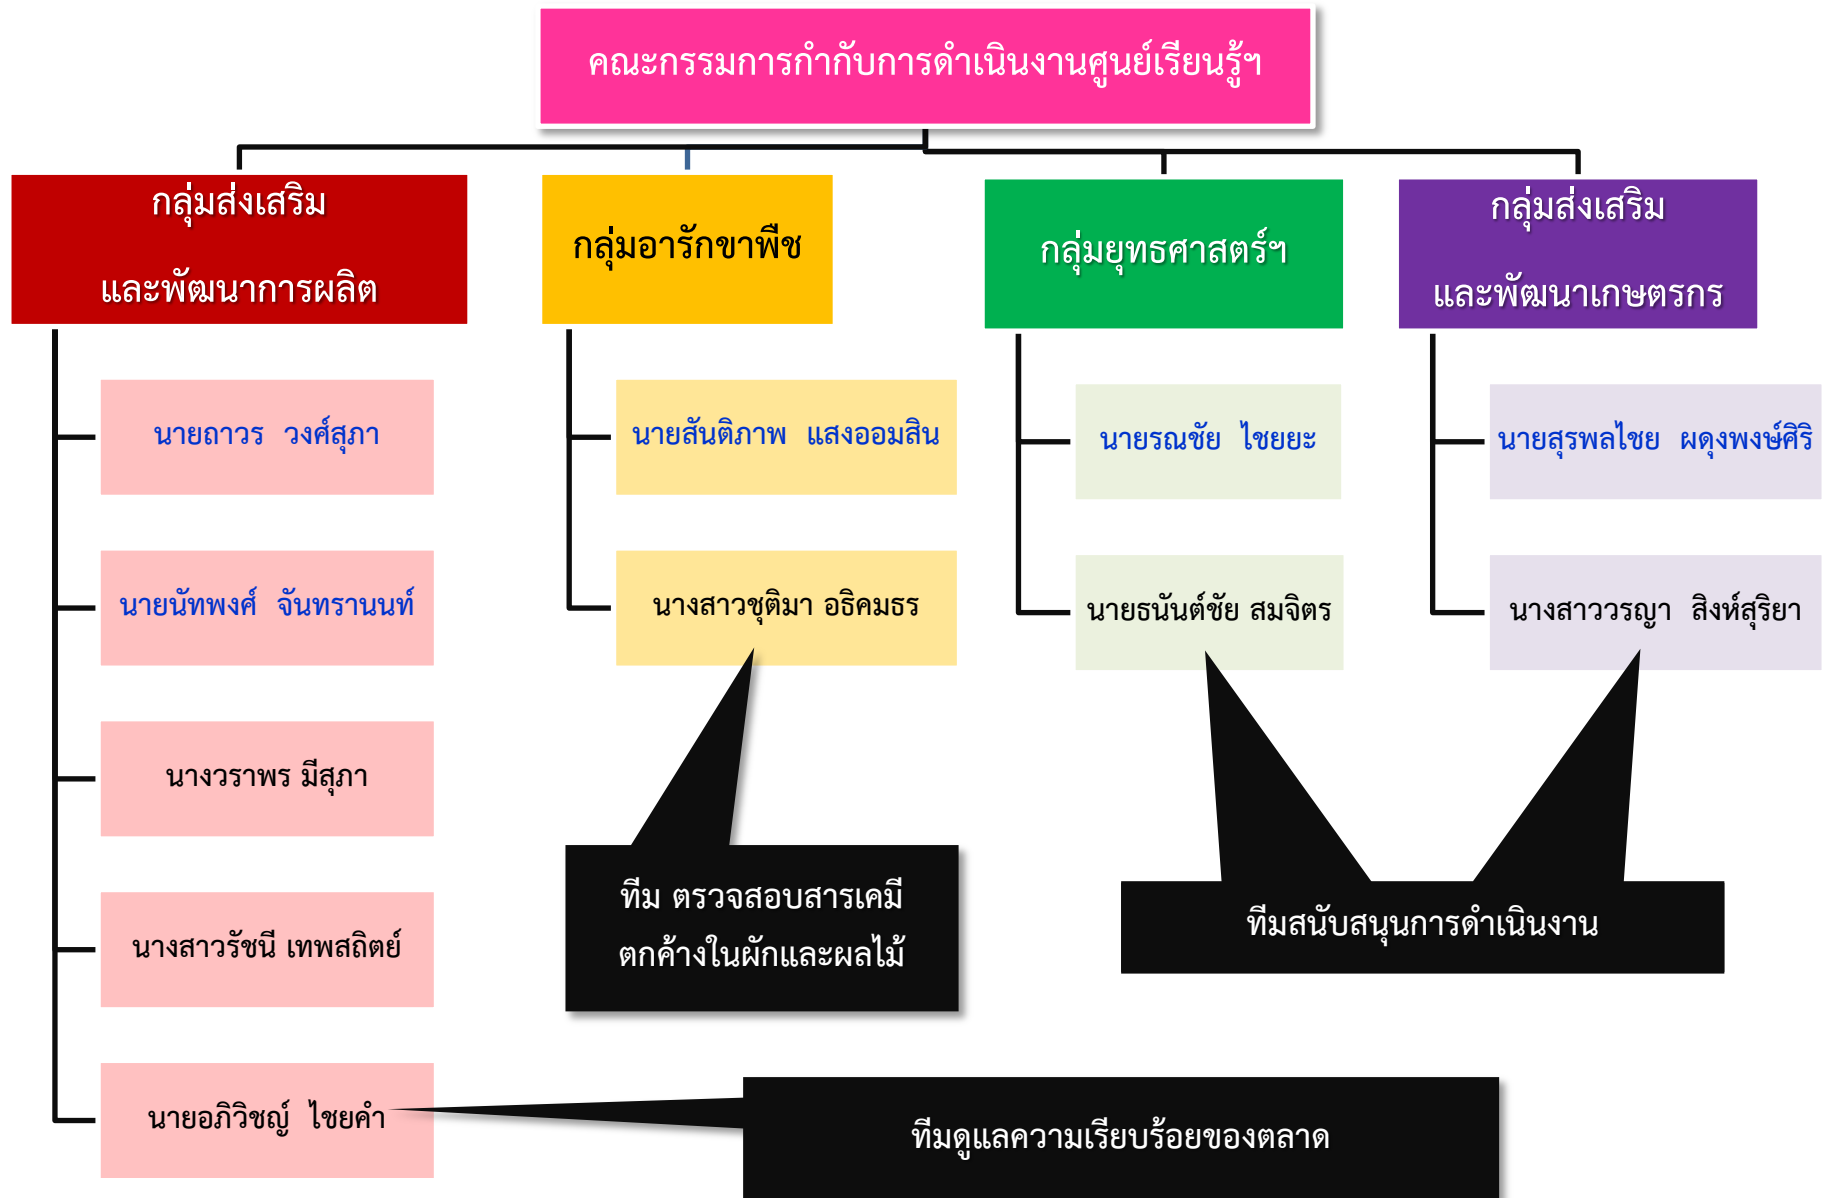 คณะกรรมการกำกับการดำเนินงานศูนย์เรียนรู้ฯ
กลุ่มส่งเสริม
และพัฒนาการผลิต
นายถาวร วงศ์สุภา
นายนัทพงศ์ จันทรานนท์
นางวราพร มีสุภา
นางสาวรัชนี เทพสถิตย์
นายอภิวิชญ์ ไชยคำ
กลุ่มอารักขาพืช
นายสันติภาพ แสงออมสิน
นางสาวชุติมา อธิคมธร
ทีม ตรวจสอบสารเคมี
ตกค้างในผักและผลไม้
กลุ่มยุทธศาสตร์ฯ
นายรณชัย ไชยยะ
นายธนันต์ชัย สมจิตร
กลุ่มส่งเสริม
และพัฒนาเกษตรกร
นายสุรพลไชย ผดุงพงษ์ศิริ
นางสาววรญา สิงห์สุริยา
ทีมสนับสนุนการดำเนินงาน
ทีมดูแลความเรียบร้อยของตลาด